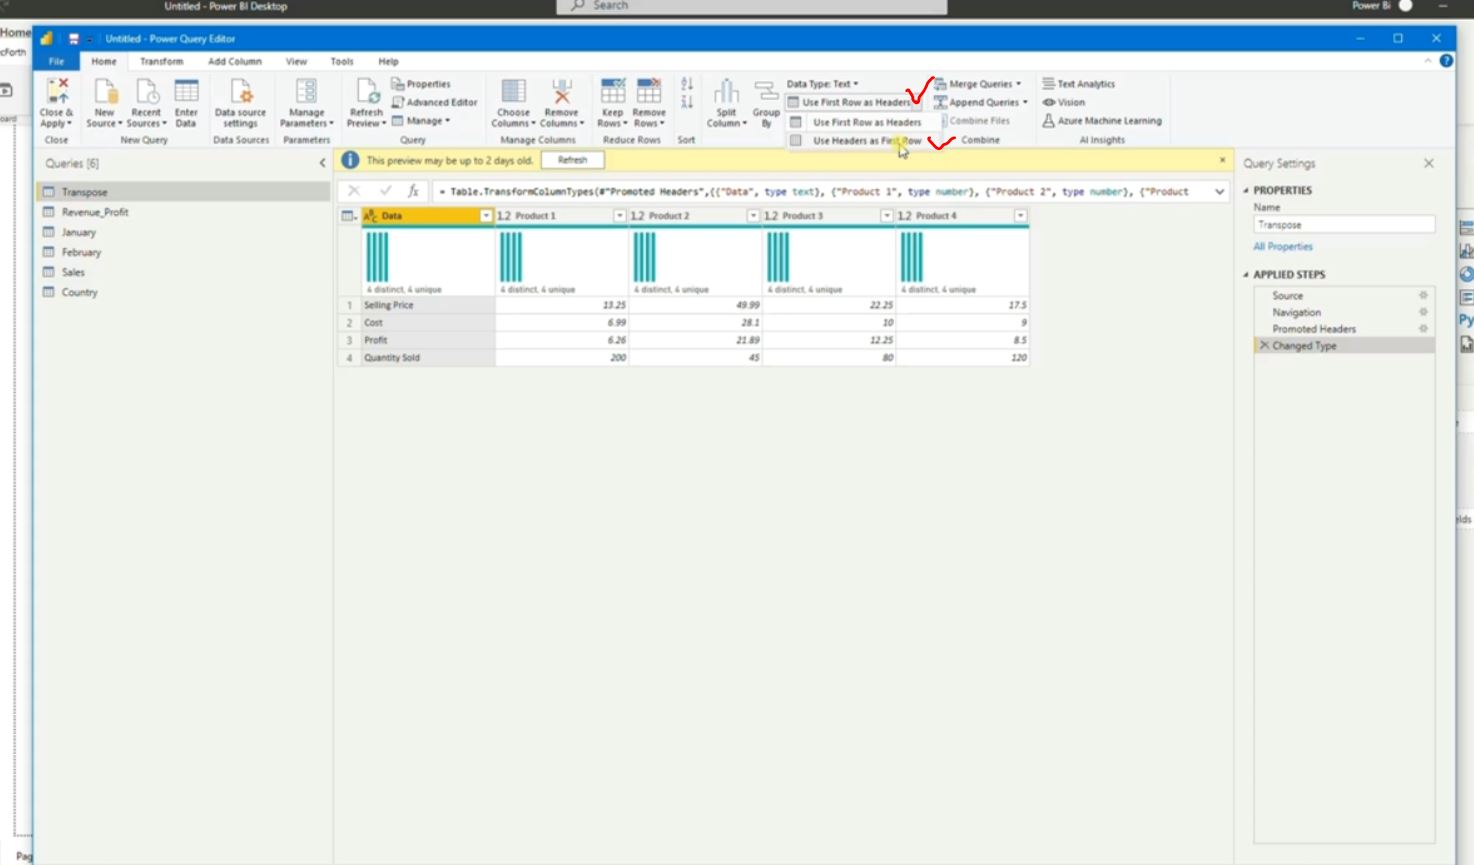 Untitled - Power BI Desktop
Search
Power Bi
Home
Untitled - Power Query Editor
File Home Transform Add Column View Tools Help
Close & Apply
New Source
Recent Sources
Enter Data
Data source settings
Manage Parameters
Refresh Preview
Properties
Advanced Editor
Manage
Choose Columns
Remove Columns
Keep Rows
Remove Rows
Split Column
Group By
Data Type: Text
Use First Row as Headers
Use First Row as Headers
Use Headers as First Row
Merge Queries
Append Queries
Combine Files
Text Analytics
Vision
Azure Machine Learning
Close New Query Data Sources Parameters Query Manage Columns Reduce Rows Sort Combine AI Insights
Queries [6]
This preview may be up to 2 days old. Refresh
Transpose
Revenue_Profit
January
February
Sales
Country
fx = Table.TransformColumnTypes(#"Promoted Headers",{{"Data", type text}, {"Product 1", type number}, {"Product 2", type number}, {"Product
ABC Data 1.2 Product 1 1.2 Product 2 1.2 Product 3 1.2 Product 4
4 distinct, 4 unique 4 distinct, 4 unique 4 distinct, 4 unique 4 distinct, 4 unique 4 distinct, 4 unique
1 Selling Price 13.25 49.99 22.25 17.5
2 Cost 6.99 28.1 10 9
3 Profit 6.26 21.89 12.25 8.5
4 Quantity Sold 200 45 80 120
Query Settings
PROPERTIES
Name
Transpose
All Properties
APPLIED STEPS
Source
Navigation
Promoted Headers
Changed Type
Py